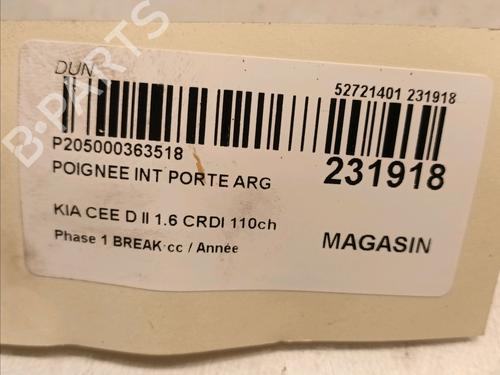 DUN
52721401 231918
P205000363518
231918
POIGNEE INT PORTE ARG
KIA CEE D II 1.6 CRDI 110ch
Phase 1 BREAK cc / Année
MAGASIN
B-PARTS